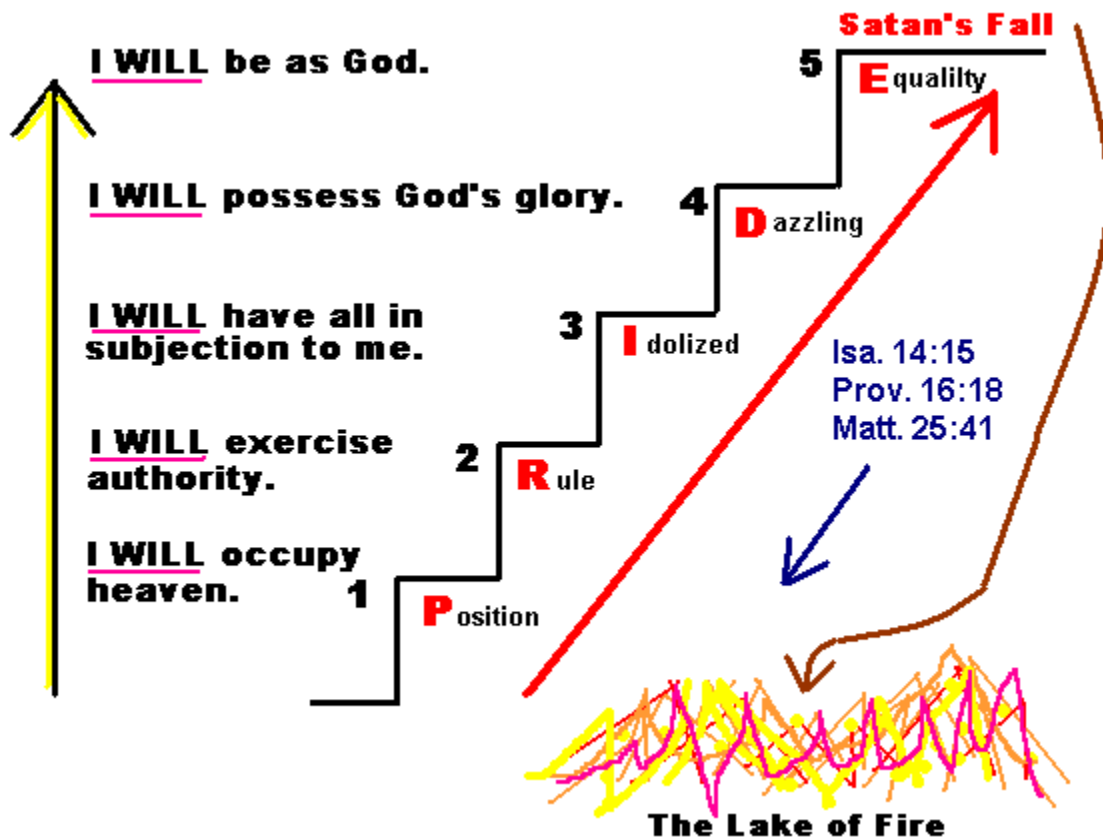 Satan's Fall
I WILL be as God.
5
Equalilty
I WILL possess God's glory.
4
Dazzling
I WILL have all in
subjection to me.
3
Idolized
Isa. 14:15
Prov. 16:18
Matt. 25:41
I WILL exercise
authority.
2
Rule
I WILL occupy
heaven.
1
Position
The Lake of Fire